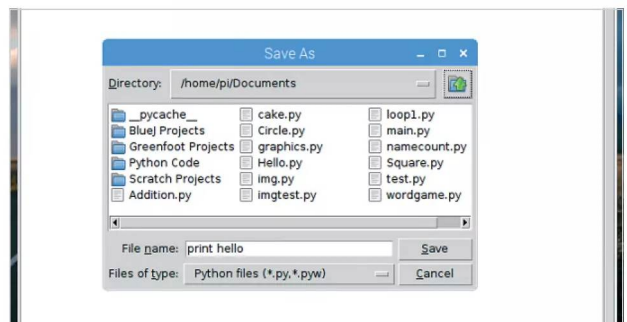 Save As
Directory: /home/pi/Documents
__pycache__ cake.py loop1.py
BlueJ Projects Circle.py main.py
Greenfoot Projects graphics.py namecount.py
Python Code Hello.py Square.py
Scratch Projects img.py test.py
Addition.py imgtest.py wordgame.py
File name: print hello Save
Files of type: Python files (*.py,*.pyw) Cancel